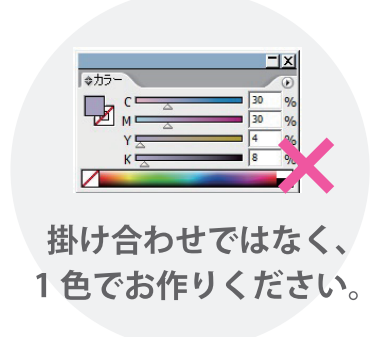 カラー
C 30 %
M 30 %
Y 4 %
K 8 %
掛け合わせではなく、
1色でお作りください。